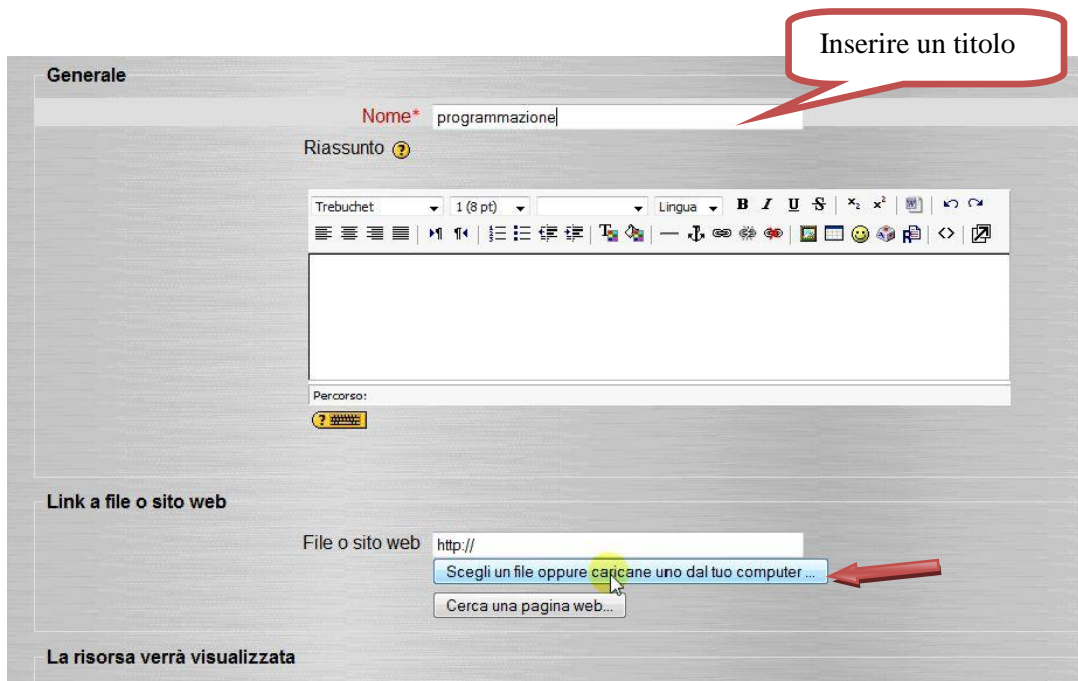 Inserire un titolo
Generale
Nome* programmazione
Riassunto ?
Trebuchet 1 (8 pt) Lingua B I U S x₂ x²
Percorso:
?
Link a file o sito web
File o sito web http://
Scegli un file oppure caricane uno dal tuo computer ...
Cerca una pagina web...
La risorsa verrà visualizzata